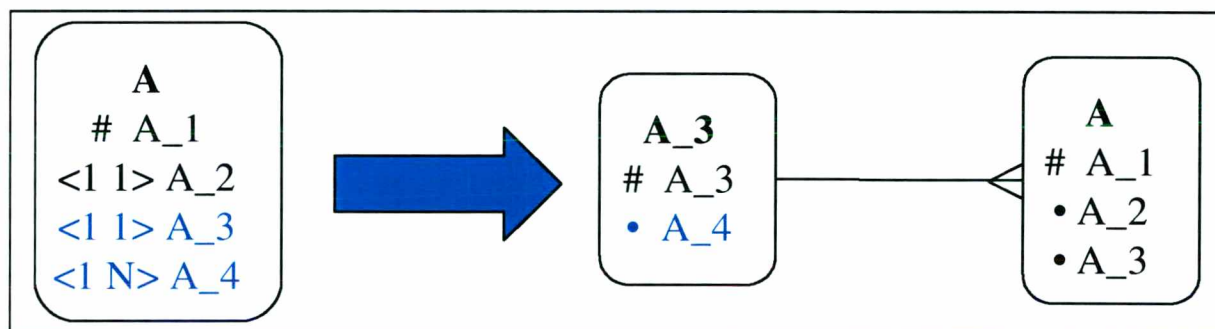 A
# A_1
<1 1> A_2
<1 1> A_3
<1 N> A_4
A_3
# A_3
• A_4
A
# A_1
• A_2
• A_3